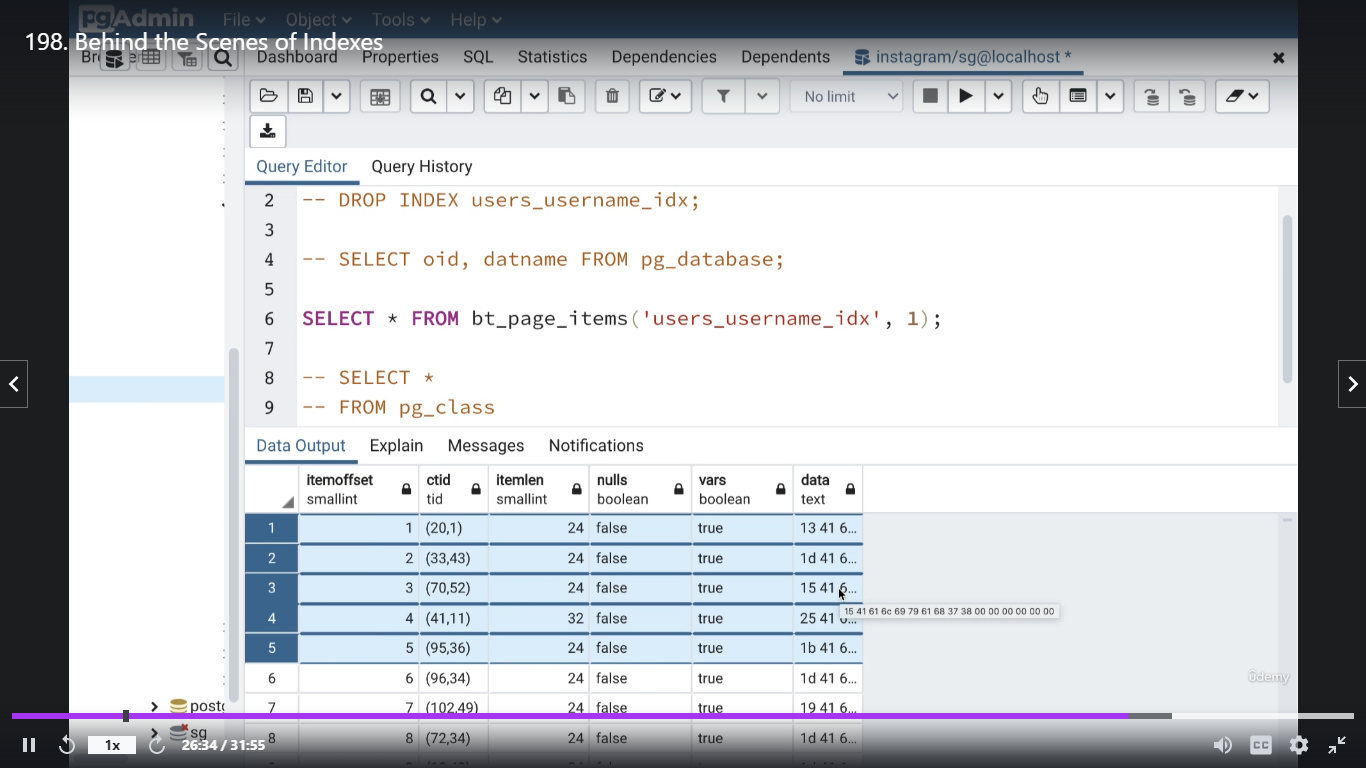 pgAdmin File Object Tools Help
198. Behind the Scenes of Indexes
Dashboard Properties SQL Statistics Dependencies Dependents instagram/sg@localhost *
No limit
Query Editor Query History
2 -- DROP INDEX users_username_idx;
3
4 -- SELECT oid, datname FROM pg_database;
5
6 SELECT * FROM bt_page_items('users_username_idx', 1);
7
8 -- SELECT *
9 -- FROM pg_class
Data Output Explain Messages Notifications
itemoffset ctid itemlen nulls vars data
smallint tid smallint boolean boolean text
1 1 (20,1) 24 false true 13 41 6...
2 2 (33,43) 24 false true 1d 41 6...
3 3 (70,52) 24 false true 15 41 6...
15 41 61 6c 69 79 61 68 37 38 00 00 00 00 00 00
4 4 (41,11) 32 false true 25 41 6...
5 5 (95,36) 24 false true 1b 41 6...
6 6 (96,34) 24 false true 1d 41 6...
7 7 (102,49) 24 false true 19 41 6...
8 8 (72,34) 24 false true 1d 41 6...
postg
sg
ûdemy
1x 26:34 / 31:55 CC